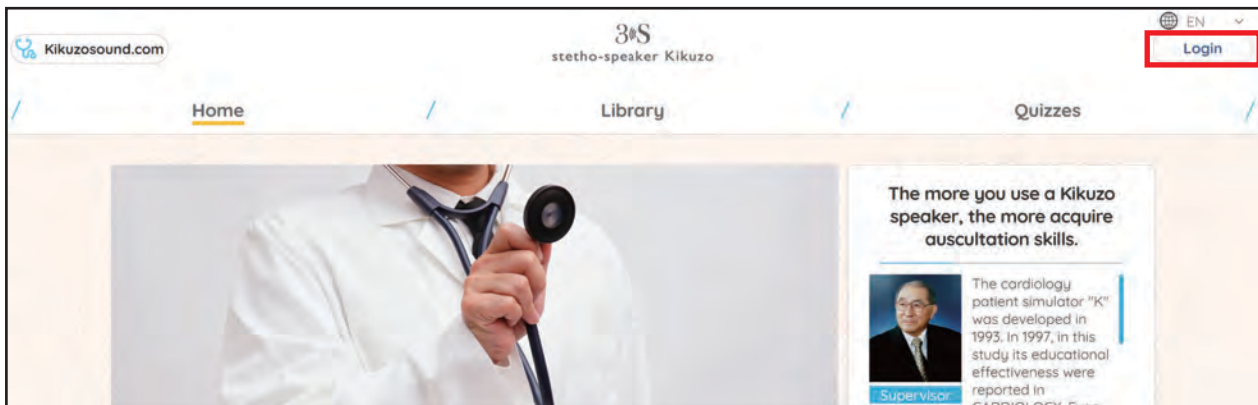 Kikuzosound.com
3S
stetho-speaker Kikuzo
EN
Login
Home
Library
Quizzes
The more you use a Kikuzo
speaker, the more acquire
auscultation skills.
The cardiology
patient simulator "K"
was developed in
1993. In 1997, in this
study its educational
effectiveness were
reported in
Supervisor